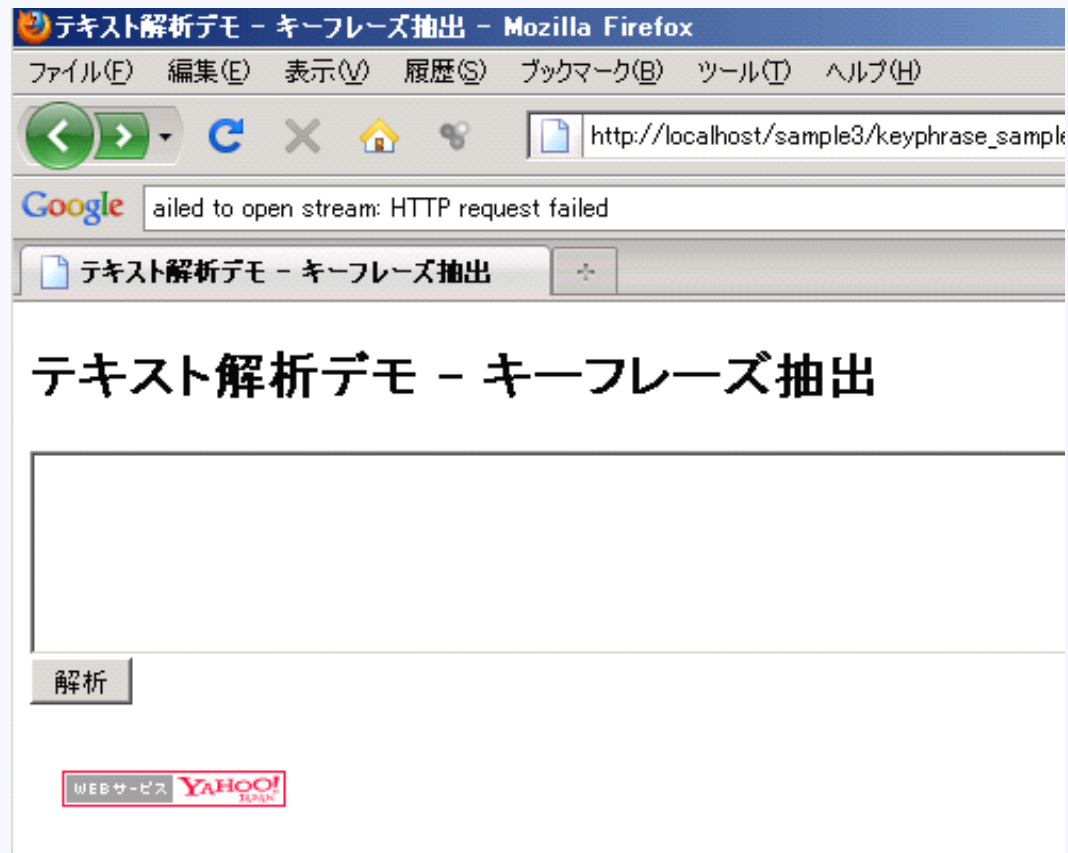 テキスト解析デモ - キーフレーズ抽出 - Mozilla Firefox
ファイル(F) 編集(E) 表示(V) 履歴(S) ブックマーク(B) ツール(T) ヘルプ(H)
http://localhost/sample3/keyphrase_sample
Google ailed to open stream: HTTP request failed
テキスト解析デモ - キーフレーズ抽出
テキスト解析デモ - キーフレーズ抽出
解析
WEBサービス YAHOO! JAPAN